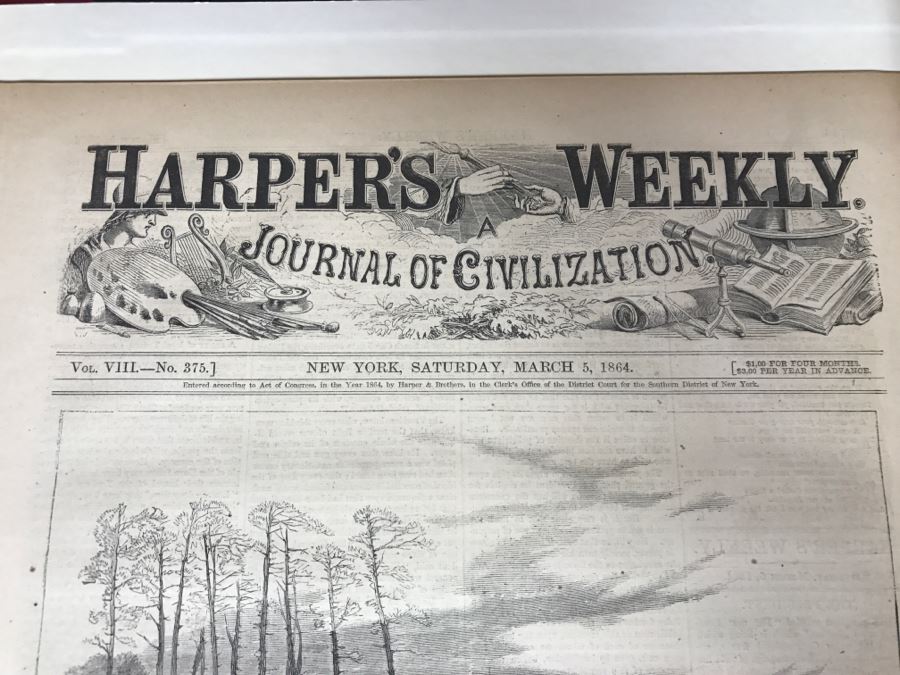 HARPER'S WEEKLY.
A
JOURNAL OF CIVILIZATION
VOL. VIII.—No. 375.] NEW YORK, SATURDAY, MARCH 5, 1864. [$1,00 FOR FOUR MONTHS.
$3,00 PER YEAR IN ADVANCE.
Entered according to Act of Congress, in the Year 1864, by Harper & Brothers, in the Clerk's Office of the District Court for the Southern District of New York.